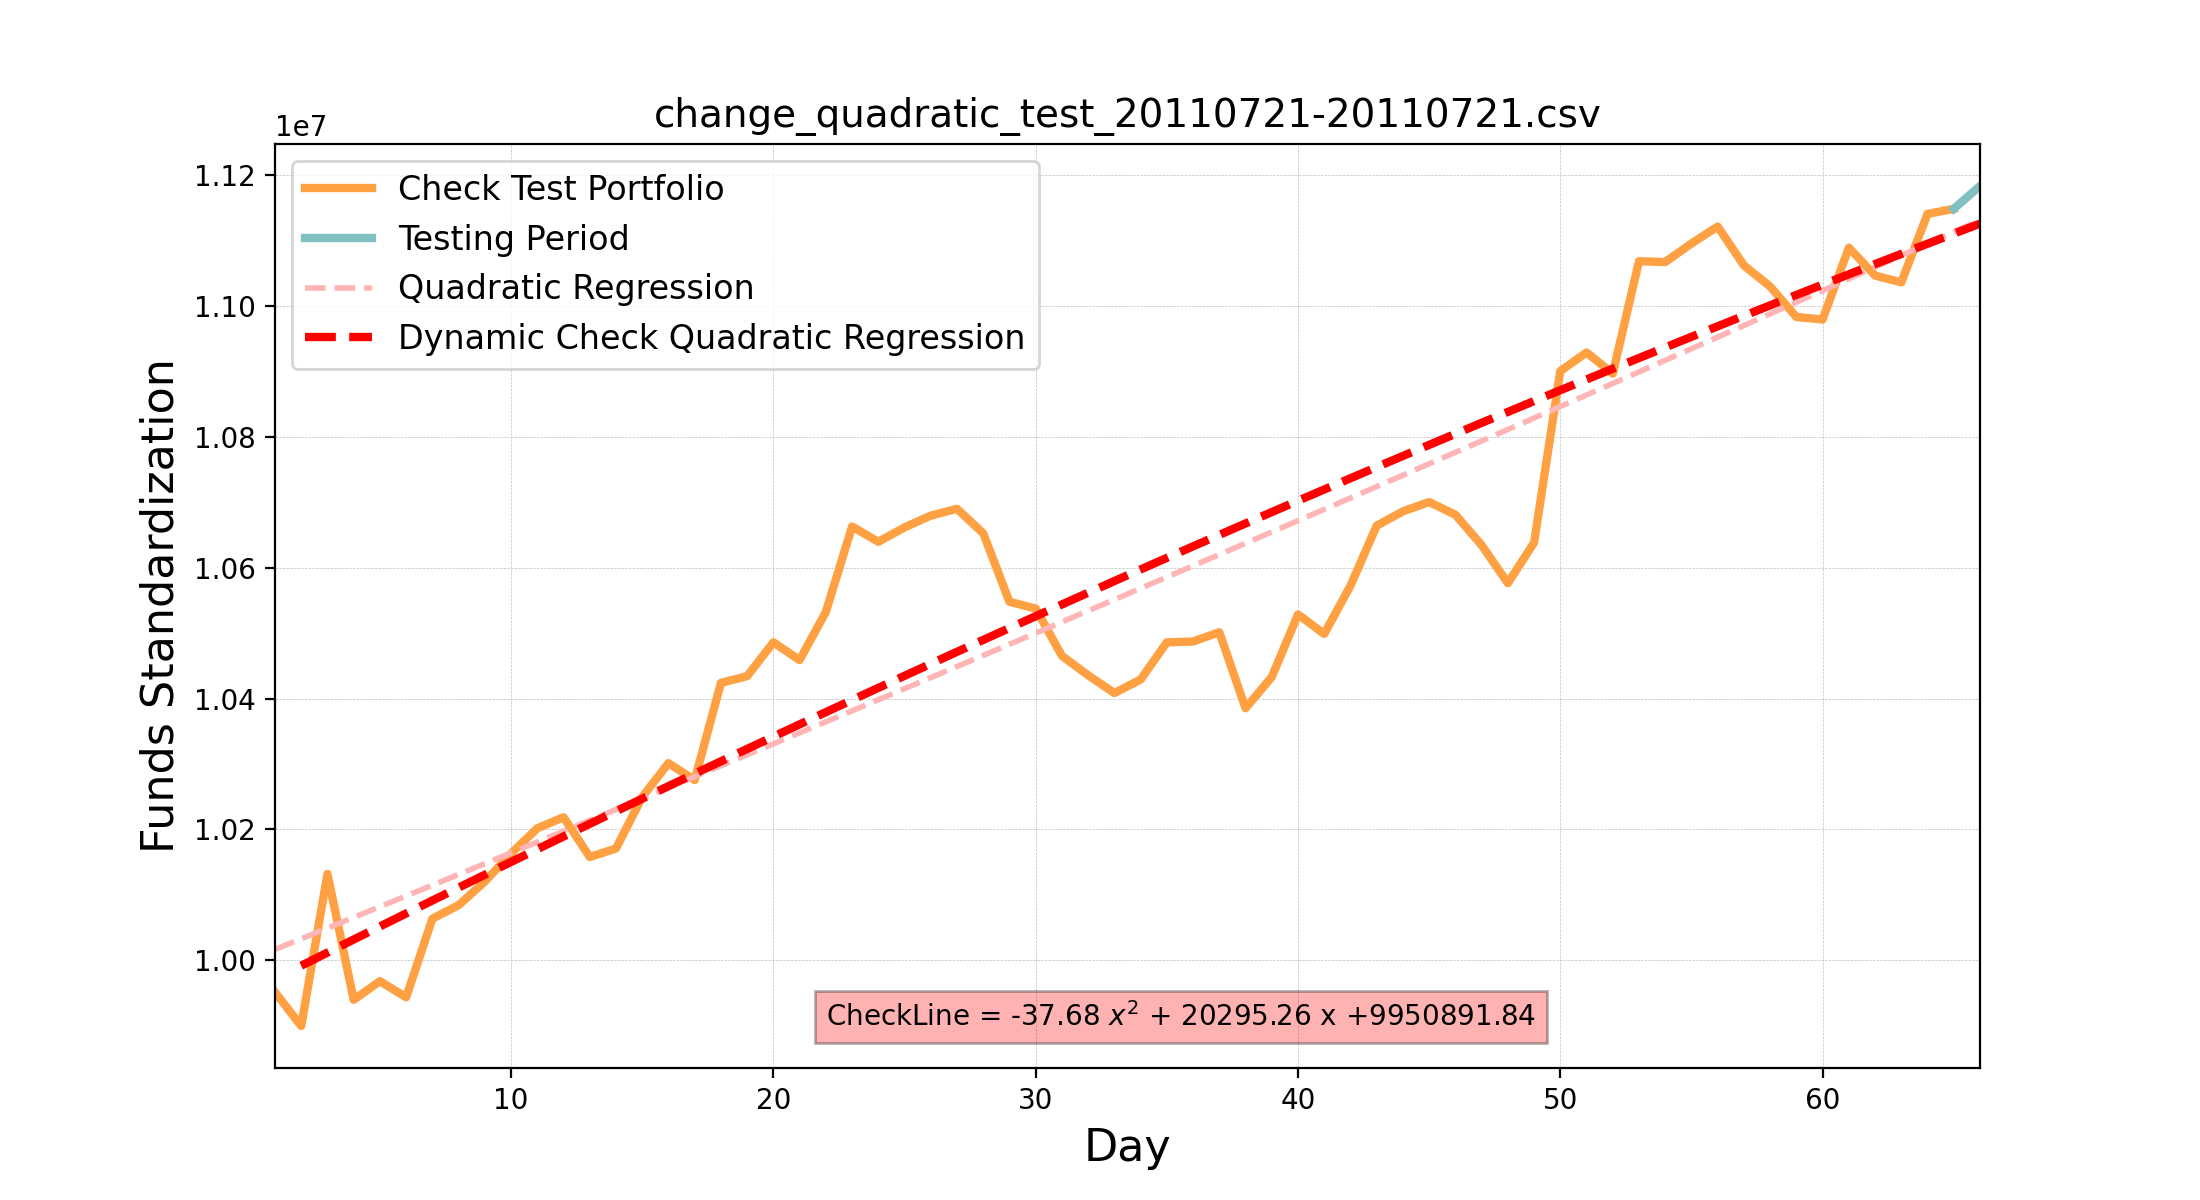 change_quadratic_test_20110721-20110721.csv
1e7
Check Test Portfolio
Testing Period
Quadratic Regression
Dynamic Check Quadratic Regression
1.12
1.10
1.08
1.06
1.04
1.02
1.00
Funds Standardization
CheckLine = -37.68 x² + 20295.26 x +9950891.84
10 20 30 40 50 60
Day